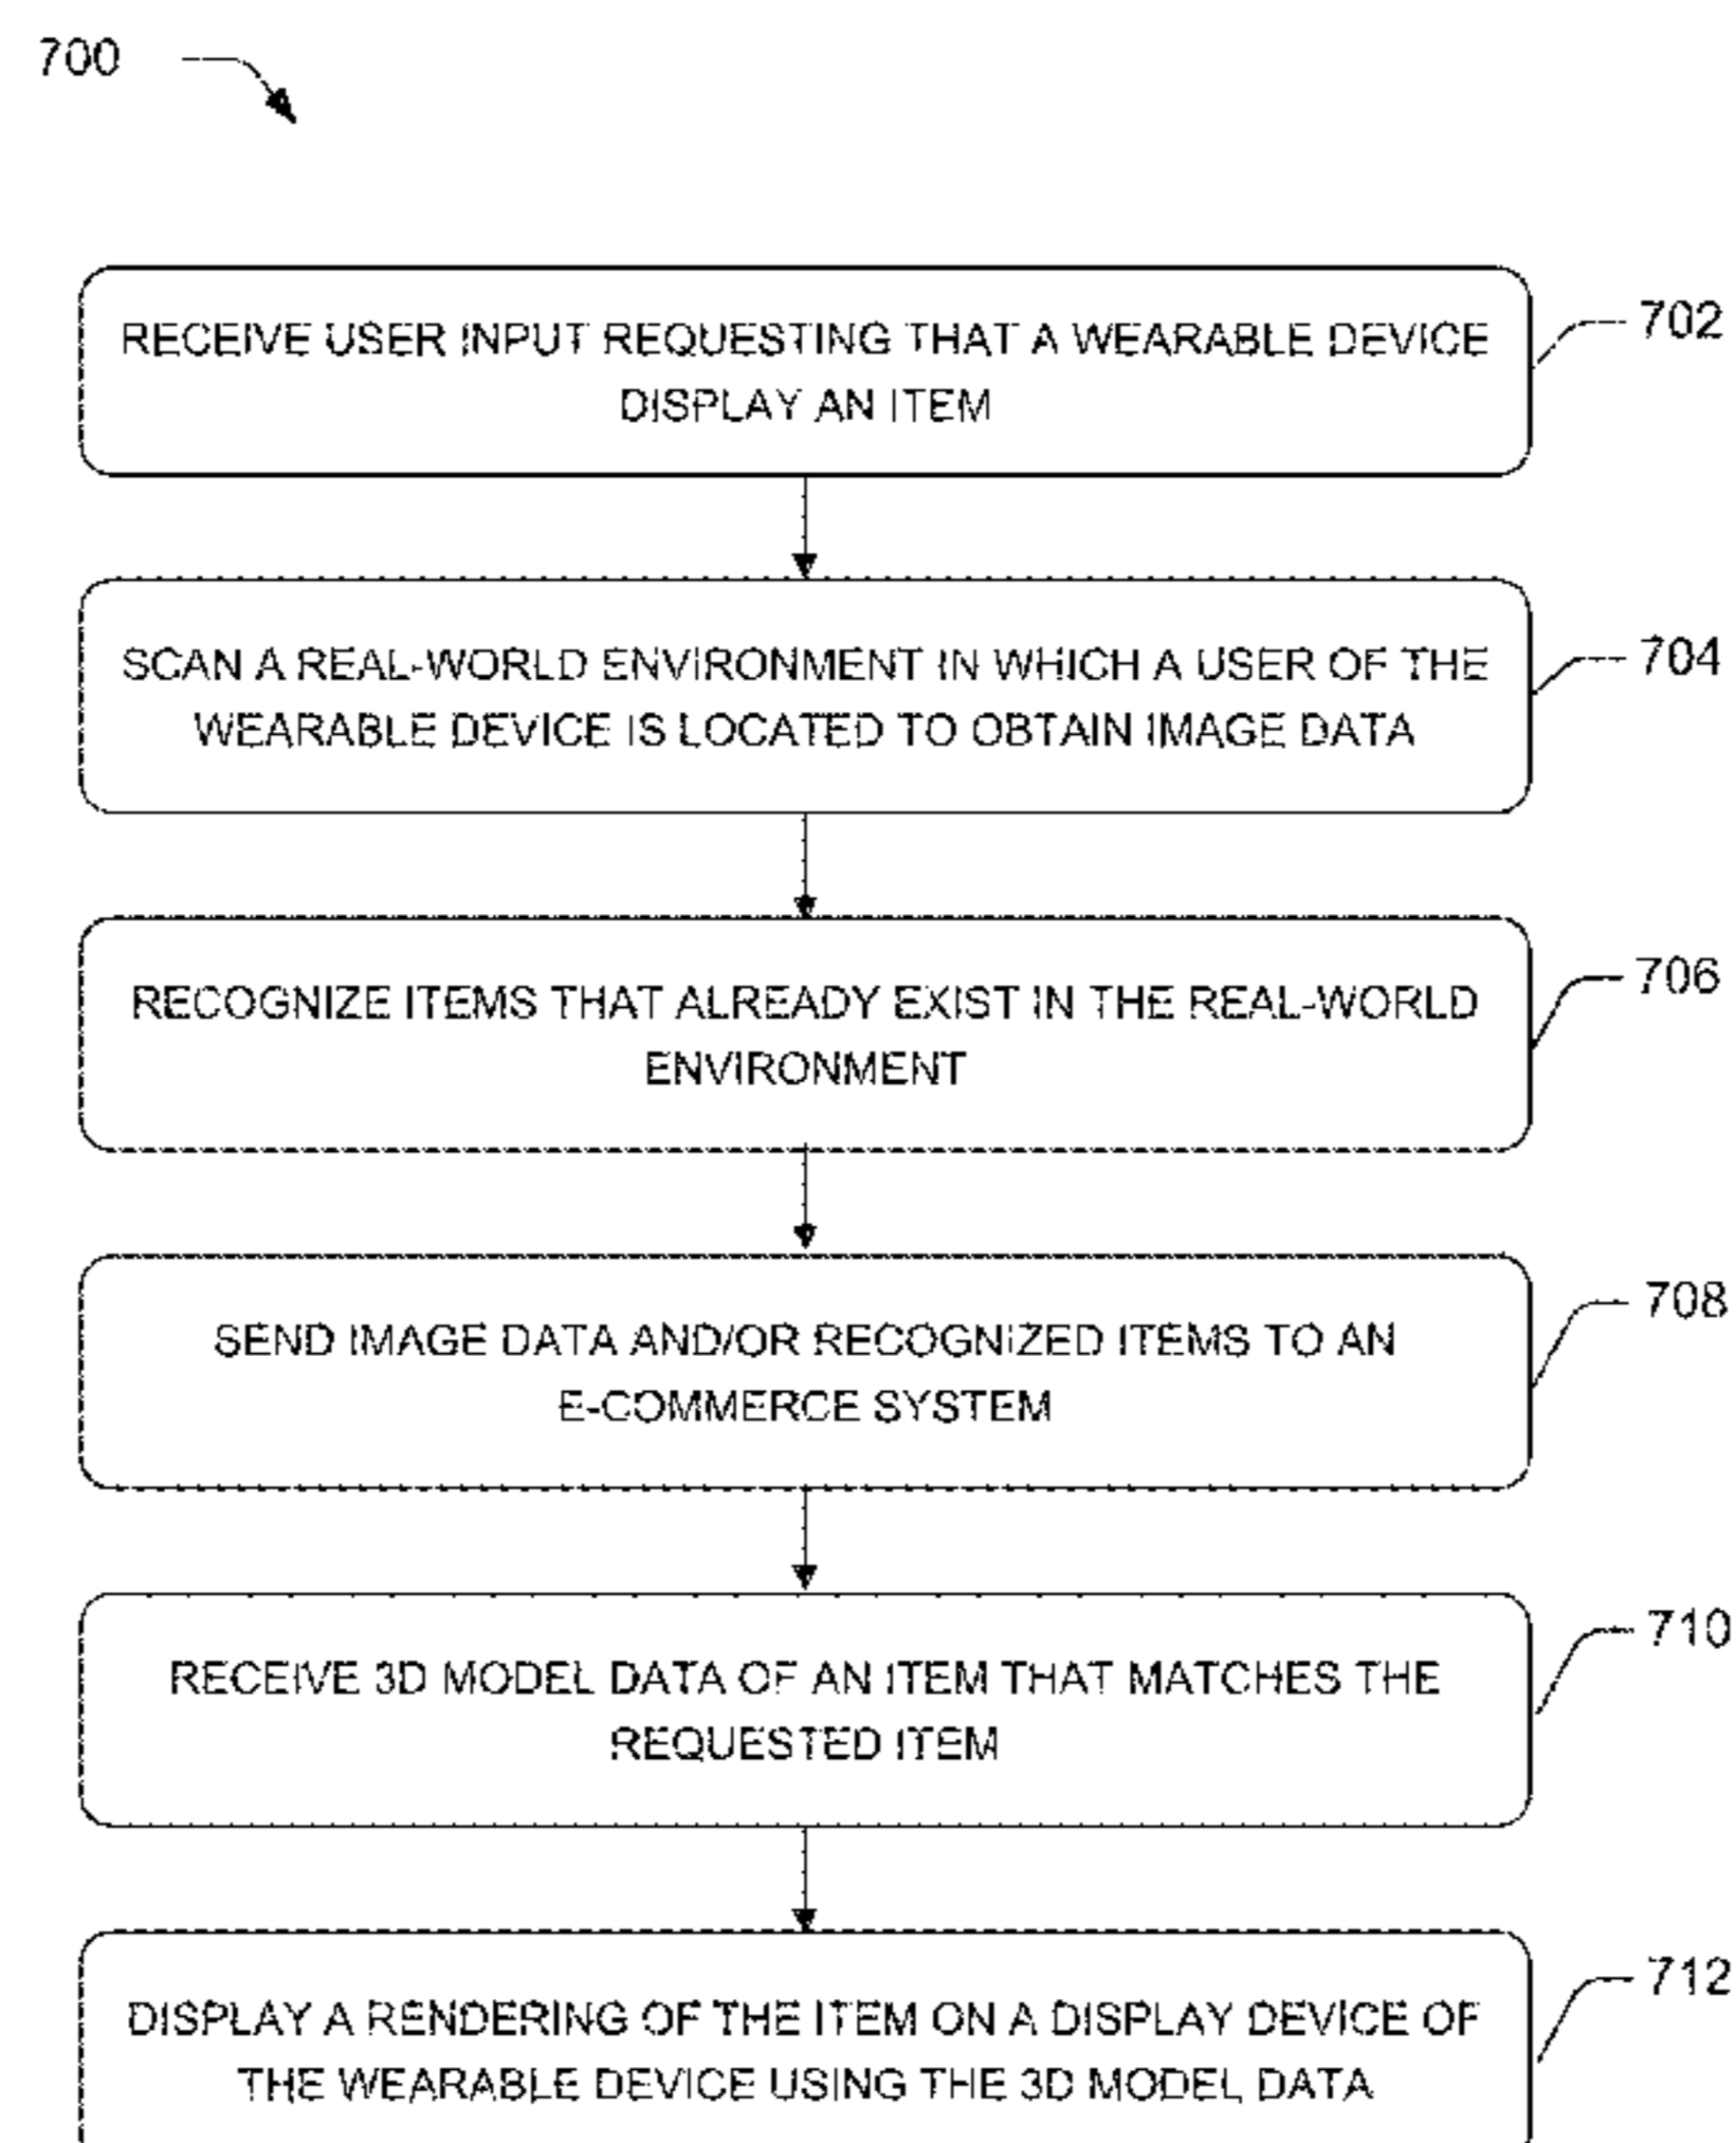 700
RECEIVE USER INPUT REQUESTING THAT A WEARABLE DEVICE
DISPLAY AN ITEM
702
SCAN A REAL-WORLD ENVIRONMENT IN WHICH A USER OF THE
WEARABLE DEVICE IS LOCATED TO OBTAIN IMAGE DATA
704
RECOGNIZE ITEMS THAT ALREADY EXIST IN THE REAL-WORLD
ENVIRONMENT
706
SEND IMAGE DATA AND/OR RECOGNIZED ITEMS TO AN
E-COMMERCE SYSTEM
708
RECEIVE 3D MODEL DATA OF AN ITEM THAT MATCHES THE
REQUESTED ITEM
710
DISPLAY A RENDERING OF THE ITEM ON A DISPLAY DEVICE OF
THE WEARABLE DEVICE USING THE 3D MODEL DATA
712